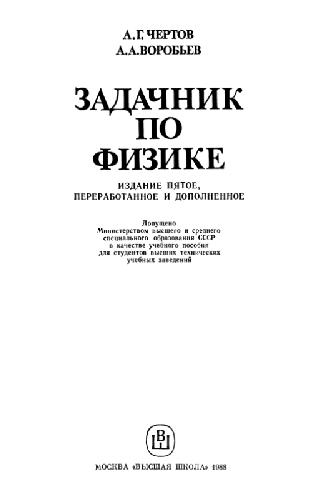 А.Г. ЧЕРТОВ
А.А. ВОРОБЬЕВ
ЗАДАЧНИК
ПО
ФИЗИКЕ
ИЗДАНИЕ ПЯТОЕ,
ПЕРЕРАБОТАННОЕ И ДОПОЛНЕННОЕ
Допущено
Министерством высшего и среднего
специального образования СССР
в качестве учебного пособия
для студентов высших технических
учебных заведений
В
Ш
МОСКВА «ВЫСШАЯ ШКОЛА» 1988